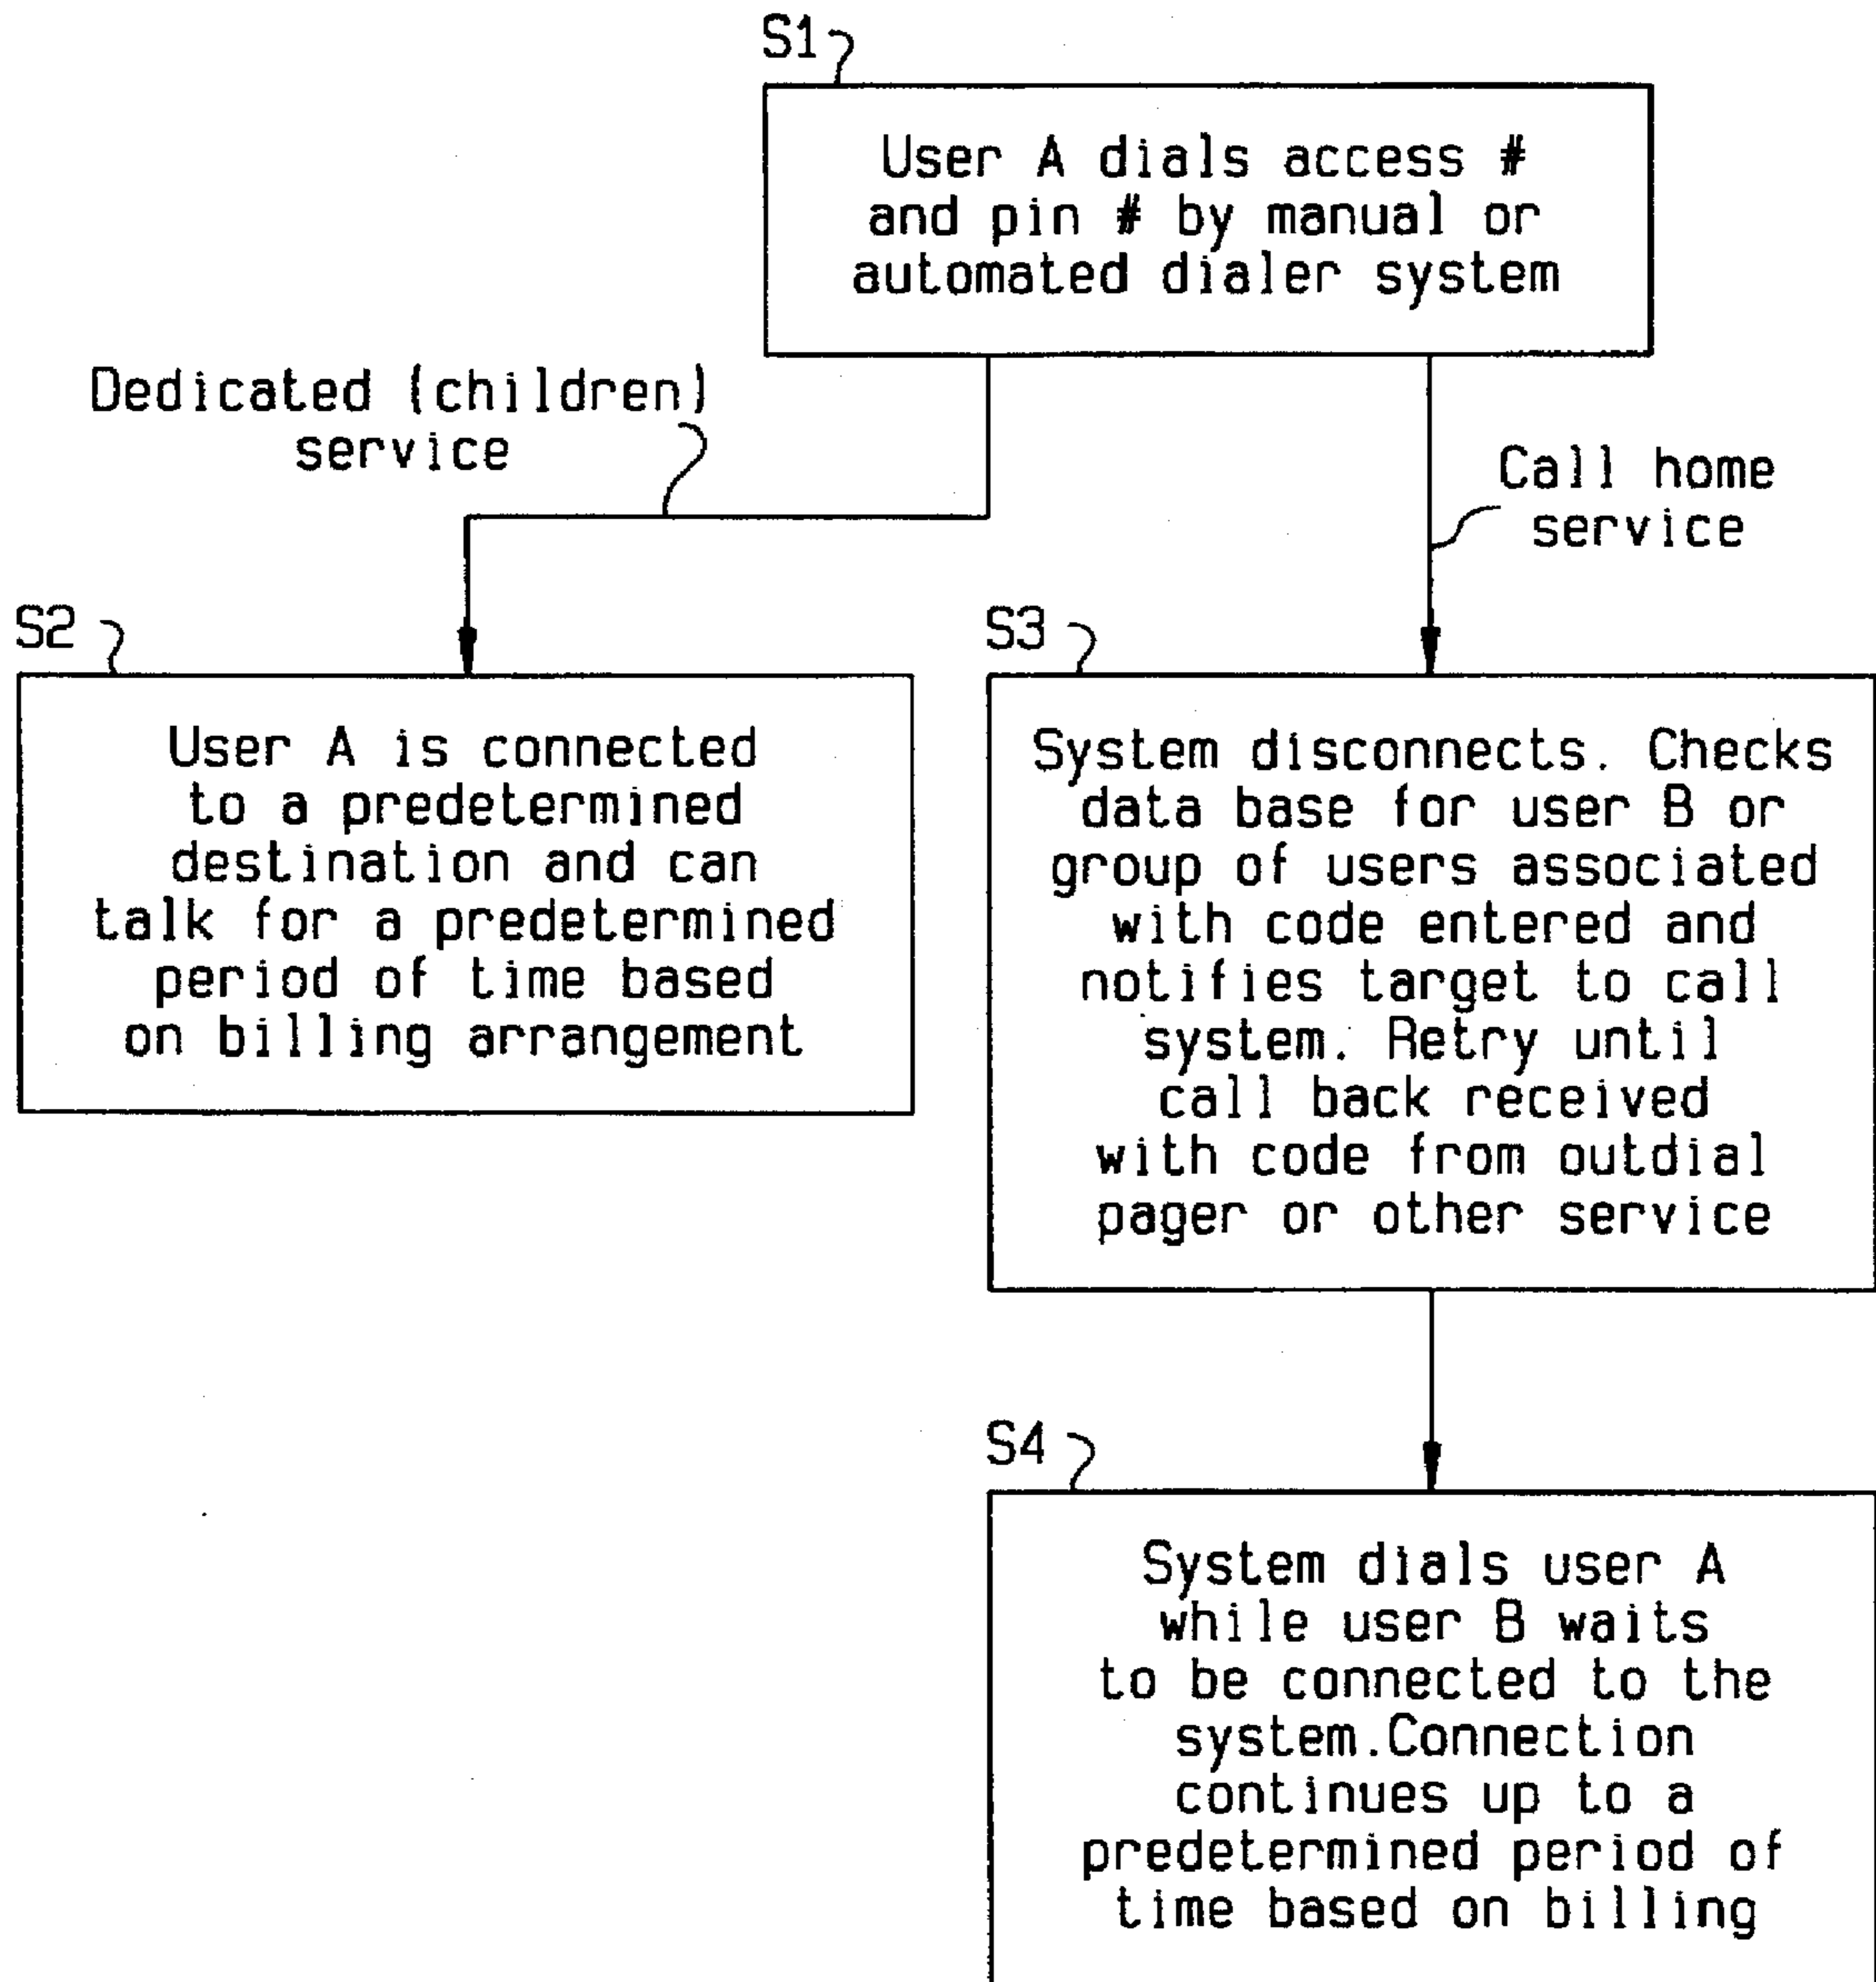 S1
User A dials access #
and pin # by manual or
automated dialer system
Dedicated (children)
service
Call home
service
S2
User A is connected
to a predetermined
destination and can
talk for a predetermined
period of time based
on billing arrangement
S3
System disconnects. Checks
data base for user B or
group of users associated
with code entered and
notifies target to call
system. Retry until
call back received
with code from outdial
pager or other service
S4
System dials user A
while user B waits
to be connected to the
system.Connection
continues up to a
predetermined period of
time based on billing